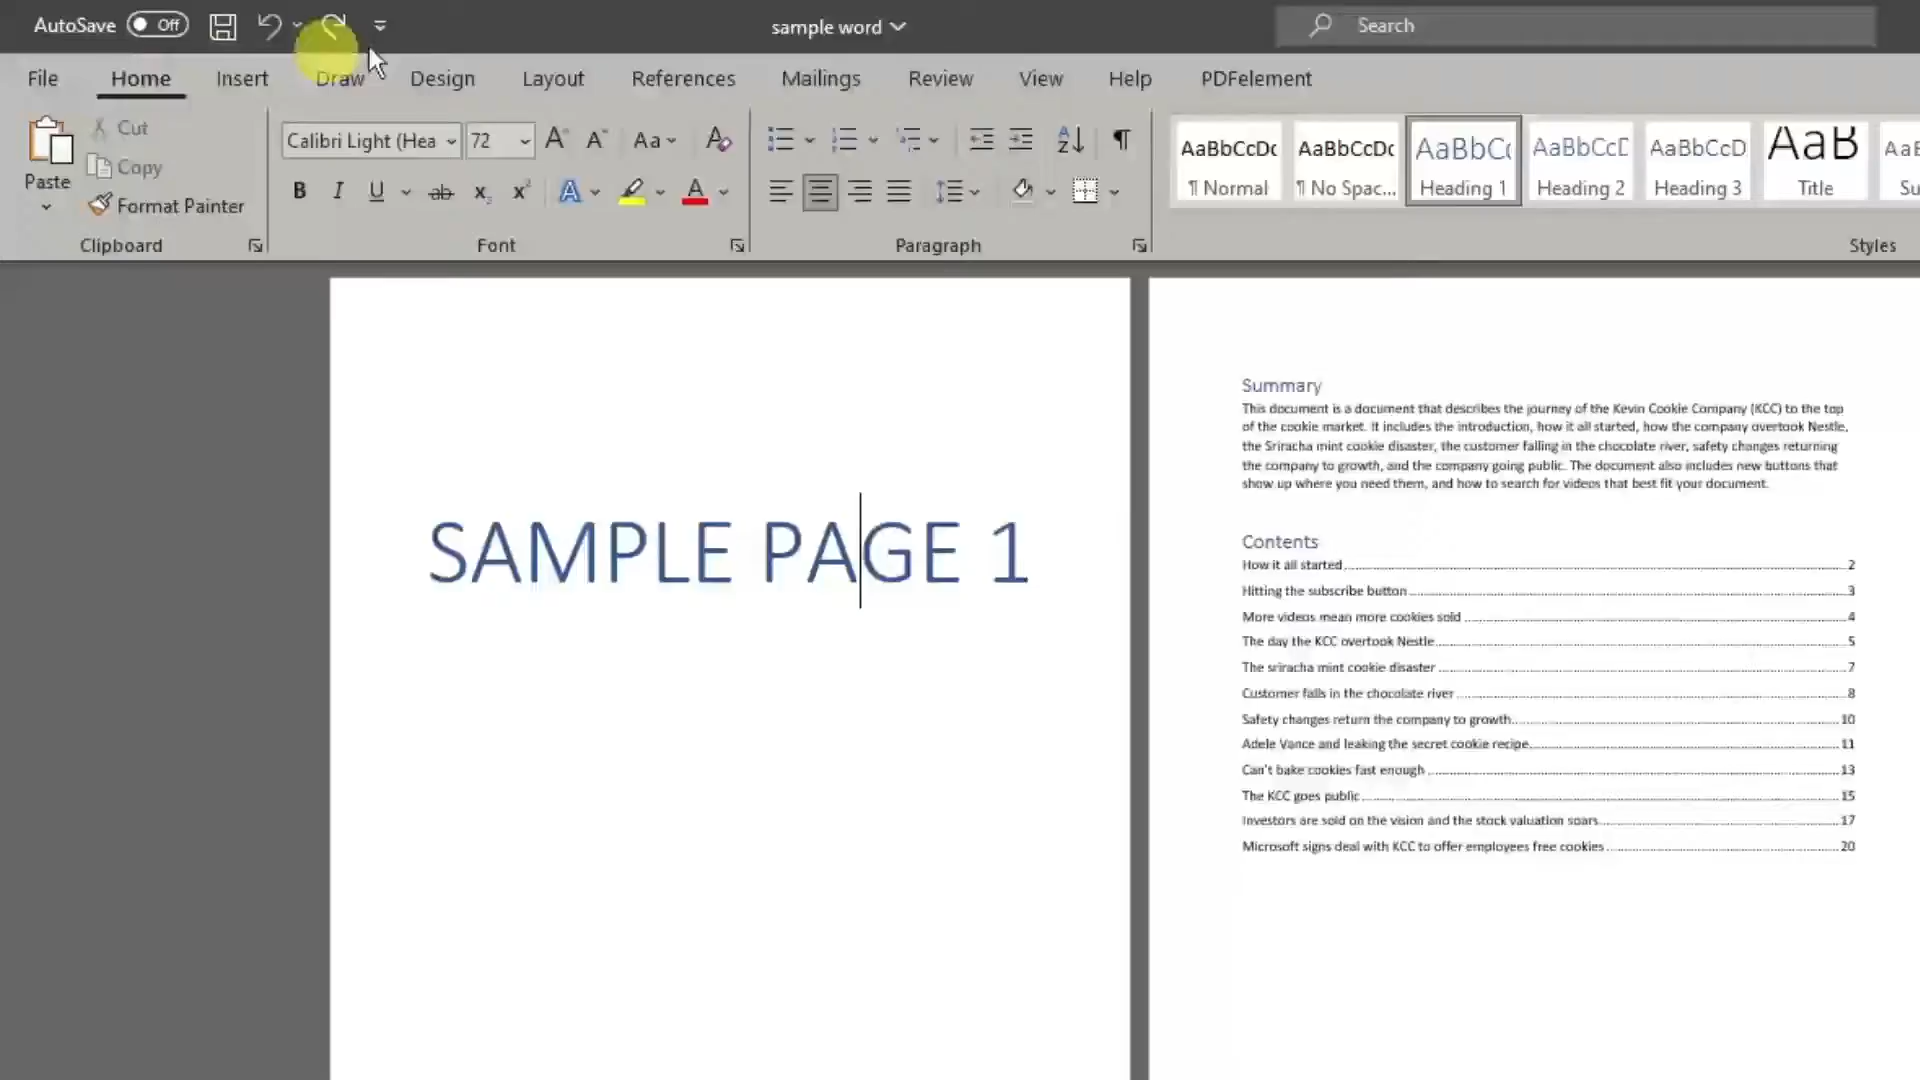 AutoSave Off sample word Search
File Home Insert Draw Design Layout References Mailings Review View Help PDFelement
Paste
Cut
Copy
Format Painter
Clipboard
Calibri Light (Hea 72
Font
Paragraph
AaBbCcDc AaBbCcDc AaBbC AaBbCcD AaBbCcD AaB AaB
¶ Normal ¶ No Spac... Heading 1 Heading 2 Heading 3 Title Su
Styles
SAMPLE PAGE 1
Summary
This document is a document that describes the journey of the Kevin Cookie Company (KCC) to the top
of the cookie market. It includes the introduction, how it all started, how the company overtook Nestle,
the Sriracha mint cookie disaster, the customer falling in the chocolate river, safety changes returning
the company to growth, and the company going public. The document also includes new buttons that
show up where you need them, and how to search for videos that best fit your document.
Contents
How it all started 2
Hitting the subscribe button 3
More videos mean more cookies sold 4
The day the KCC overtook Nestle 5
The sriracha mint cookie disaster 7
Customer falls in the chocolate river 8
Safety changes return the company to growth 10
Adele Vance and leaking the secret cookie recipe 11
Can't bake cookies fast enough 13
The KCC goes public 15
Investors are sold on the vision and the stock valuation soars 17
Microsoft signs deal with KCC to offer employees free cookies 20